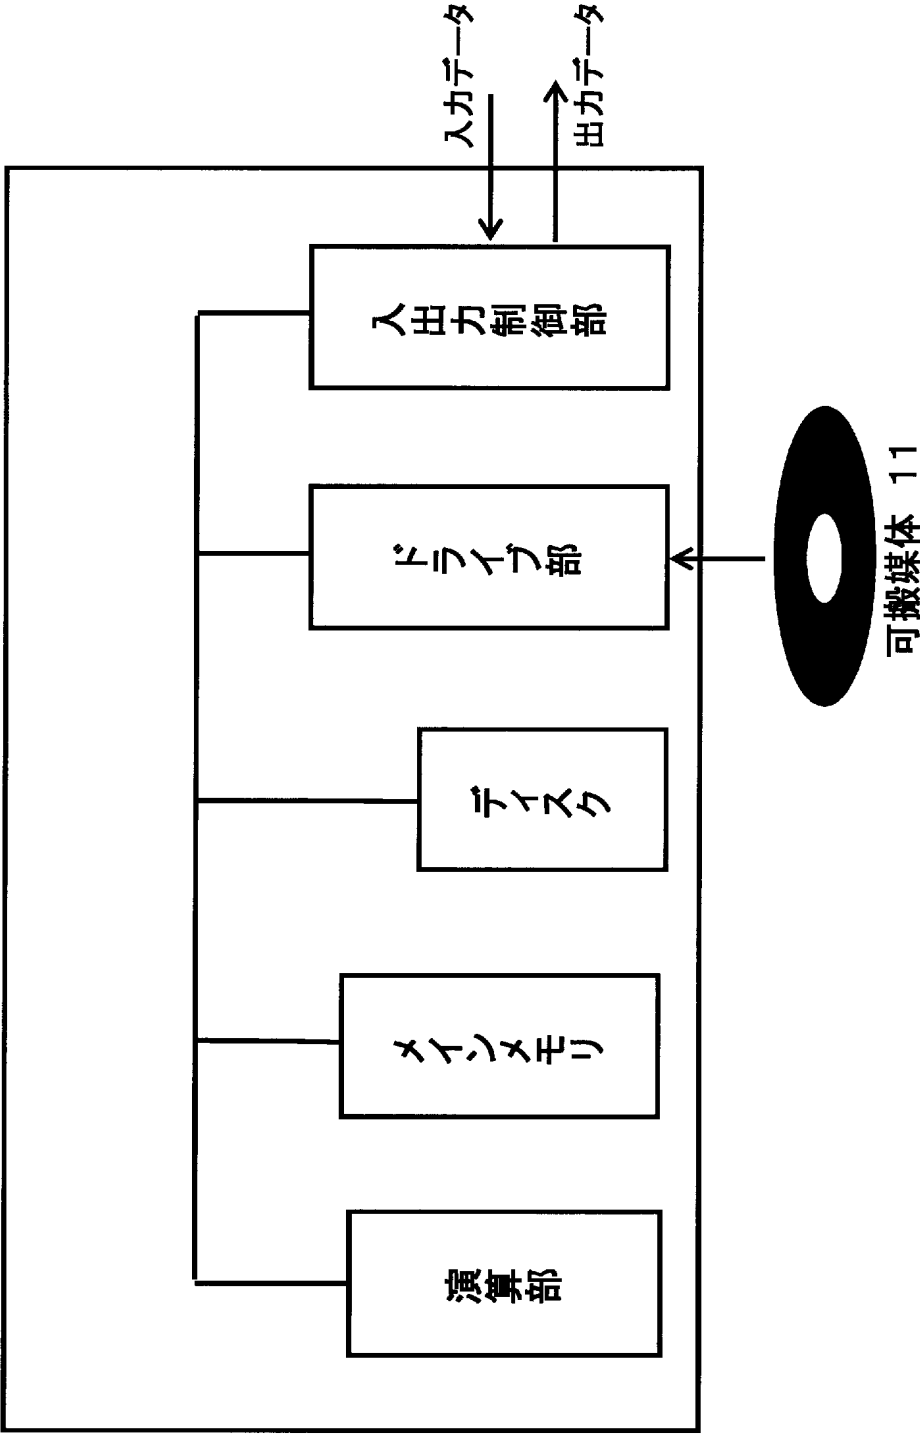 入力データ
出力データ
入出力制御部
ドライブ部
ディスク
メインメモリ
演算部
可搬媒体 11